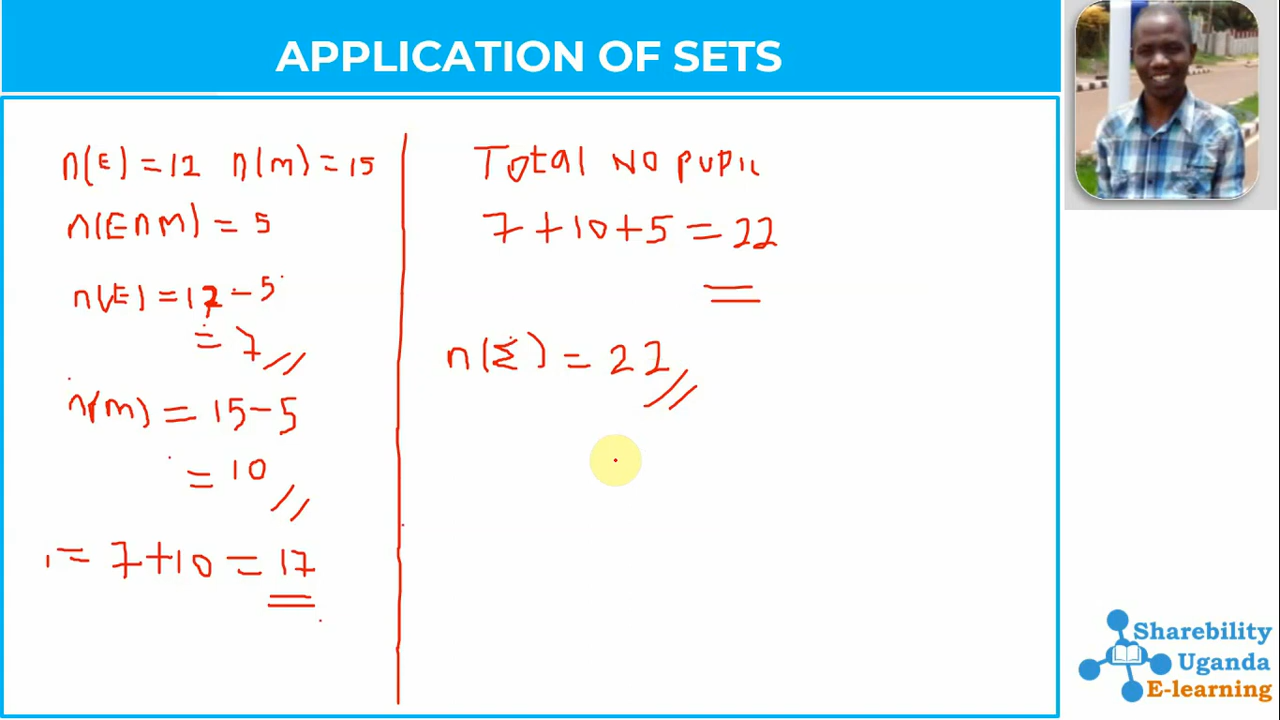 APPLICATION OF SETS
n(E) = 12 n(m) = 15
n(E∩m) = 5
n(E) = 12 - 5
= 7
n(m) = 15 - 5
= 10
= 7 + 10 = 17
Total No pupil
7 + 10 + 5 = 22
n(Σ) = 22
Sharebility
Uganda
E-learning